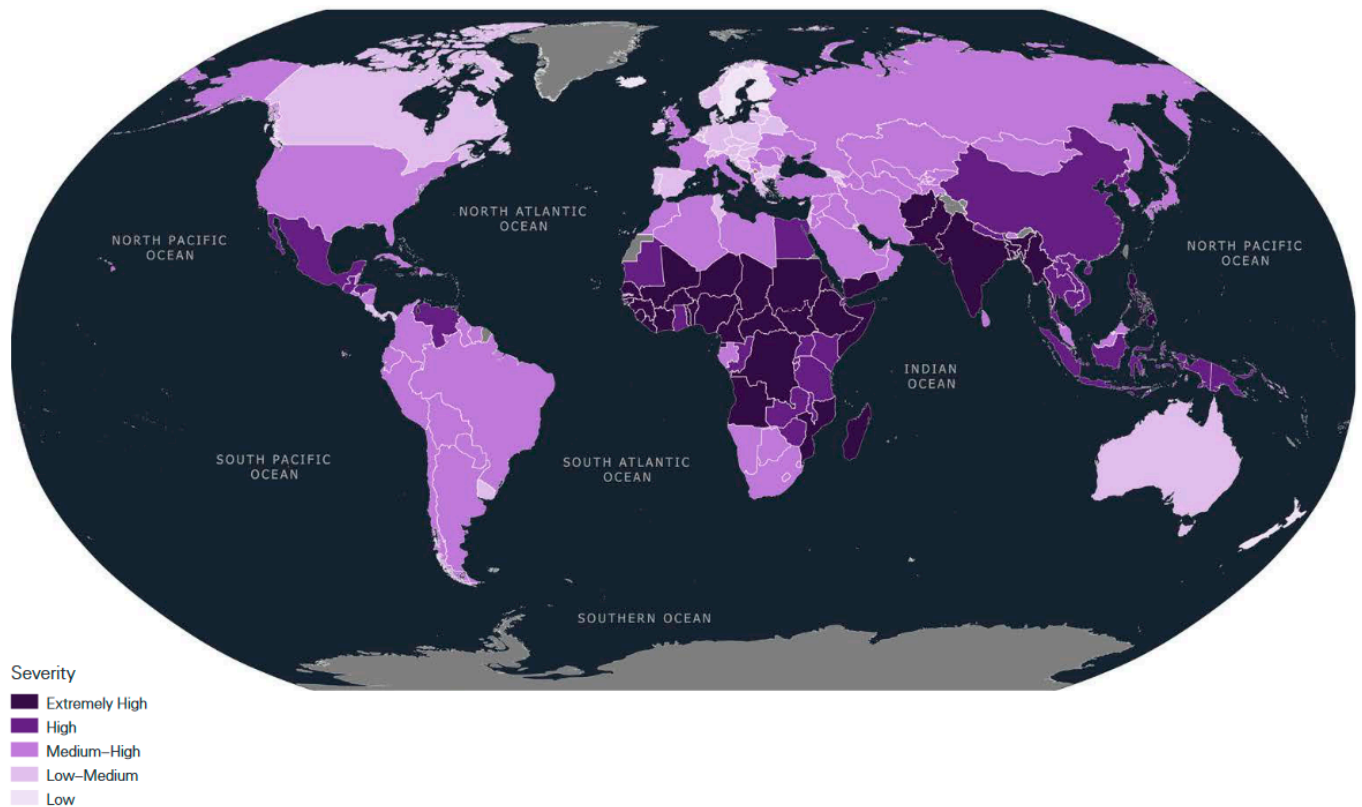 NORTH ATLANTIC
OCEAN
NORTH PACIFIC
OCEAN
NORTH PACIFIC
OCEAN
INDIAN
OCEAN
SOUTH PACIFIC
OCEAN
SOUTH ATLANTIC
OCEAN
SOUTHERN OCEAN
Severity
Extremely High
High
Medium–High
Low–Medium
Low